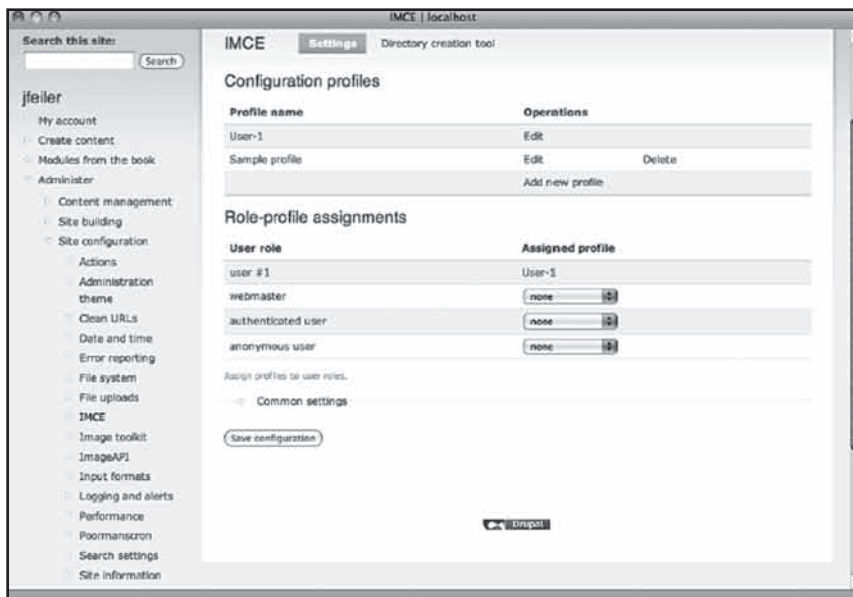 IMCE | localhost
Search this site:
Search
jfeiler
My account
Create content
Modules from the book
Administer
Content management
Site building
Site configuration
Actions
Administration
theme
Clean URLs
Date and time
Error reporting
File system
File uploads
IMCE
Image toolkit
ImageAPI
Input formats
Logging and alerts
Performance
Poormanscron
Search settings
Site information
IMCE Settings Directory creation tool
Configuration profiles
Profile name Operations
User-1 Edit
Sample profile Edit Delete
Add new profile
Role-profile assignments
User role Assigned profile
user #1 User-1
webmaster none
authenticated user none
anonymous user none
Assign profiles to user roles.
Common settings
Save configuration
Drupal